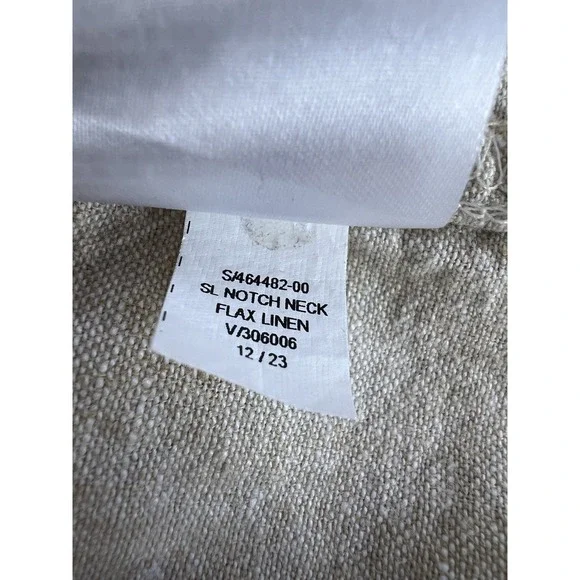 S/464482-00
SL NOTCH NECK
FLAX LINEN
V/306006
12 / 23